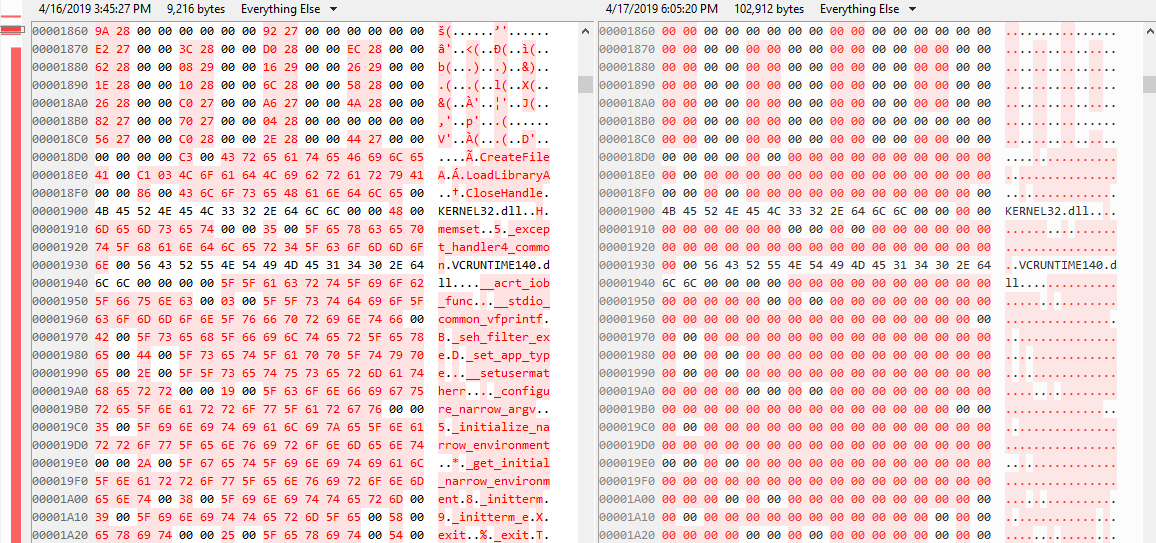 4/16/2019 3:45:27 PM 9,216 bytes Everything Else
00001860 9A 28 00 00 00 00 00 00 92 27 00 00 00 00 00 00 š(......’'......
00001870 E2 27 00 00 3C 28 00 00 D0 28 00 00 EC 28 00 00 â'..<(..Ð(..ì(..
00001880 62 28 00 00 08 29 00 00 16 29 00 00 26 29 00 00 b(...)...)..&)..
00001890 1E 28 00 00 10 28 00 00 6C 28 00 00 58 28 00 00 .(...(..l(..X(..
000018A0 26 28 00 00 C0 27 00 00 A6 27 00 00 4A 28 00 00 &(..À'..¦'..J(..
000018B0 82 27 00 00 70 27 00 00 04 28 00 00 00 00 00 00 ‚'..p'...(......
000018C0 56 27 00 00 C0 28 00 00 2E 28 00 00 44 27 00 00 V'..À(...(..D'..
000018D0 00 00 00 00 C3 00 43 72 65 61 74 65 46 69 6C 65 ....Ã.CreateFile
000018E0 41 00 C1 03 4C 6F 61 64 4C 69 62 72 61 72 79 41 A.Á.LoadLibraryA
000018F0 00 00 86 00 43 6C 6F 73 65 48 61 6E 64 6C 65 00 ..†.CloseHandle.
00001900 4B 45 52 4E 45 4C 33 32 2E 64 6C 6C 00 00 48 00 KERNEL32.dll..H.
00001910 6D 65 6D 73 65 74 00 00 35 00 5F 65 78 63 65 70 memset..5._excep
00001920 74 5F 68 61 6E 64 6C 65 72 34 5F 63 6F 6D 6D 6F t_handler4_commo
00001930 6E 00 56 43 52 55 4E 54 49 4D 45 31 34 30 2E 64 n.VCRUNTIME140.d
00001940 6C 6C 00 00 00 00 5F 5F 61 63 72 74 5F 69 6F 62 ll....__acrt_iob
00001950 5F 66 75 6E 63 00 03 00 5F 5F 73 74 64 69 6F 5F _func...__stdio_
00001960 63 6F 6D 6D 6F 6E 5F 76 66 70 72 69 6E 74 66 00 common_vfprintf.
00001970 42 00 5F 73 65 68 5F 66 69 6C 74 65 72 5F 65 78 B._seh_filter_ex
00001980 65 00 44 00 5F 73 65 74 5F 61 70 70 5F 74 79 70 e.D._set_app_typ
00001990 65 00 2E 00 5F 5F 73 65 74 75 73 65 72 6D 61 74 e...__setusermat
000019A0 68 65 72 72 00 00 19 00 5F 63 6F 6E 66 69 67 75 herr...._configu
000019B0 72 65 5F 6E 61 72 72 6F 77 5F 61 72 67 76 00 00 re_narrow_argv..
000019C0 35 00 5F 69 6E 69 74 69 61 6C 69 7A 65 5F 6E 61 5._initialize_na
000019D0 72 72 6F 77 5F 65 6E 76 69 72 6F 6E 6D 65 6E 74 rrow_environment
000019E0 00 00 2A 00 5F 67 65 74 5F 69 6E 69 74 69 61 6C ..*._get_initial
000019F0 5F 6E 61 72 72 6F 77 5F 65 6E 76 69 72 6F 6E 6D _narrow_environm
00001A00 65 6E 74 00 38 00 5F 69 6E 69 74 74 65 72 6D 00 ent.8._initterm.
00001A10 39 00 5F 69 6E 69 74 74 65 72 6D 5F 65 00 58 00 9._initterm_e.X.
00001A20 65 78 69 74 00 00 25 00 5F 65 78 69 74 00 54 00 exit..%._exit.T.
4/17/2019 6:05:20 PM 102,912 bytes Everything Else
00001860 00 00 00 00 00 00 00 00 00 00 00 00 00 00 00 00 ................
00001870 00 00 00 00 00 00 00 00 00 00 00 00 00 00 00 00 ................
00001880 00 00 00 00 00 00 00 00 00 00 00 00 00 00 00 00 ................
00001890 00 00 00 00 00 00 00 00 00 00 00 00 00 00 00 00 ................
000018A0 00 00 00 00 00 00 00 00 00 00 00 00 00 00 00 00 ................
000018B0 00 00 00 00 00 00 00 00 00 00 00 00 00 00 00 00 ................
000018C0 00 00 00 00 00 00 00 00 00 00 00 00 00 00 00 00 ................
000018D0 00 00 00 00 00 00 00 00 00 00 00 00 00 00 00 00 ................
000018E0 00 00 00 00 00 00 00 00 00 00 00 00 00 00 00 00 ................
000018F0 00 00 00 00 00 00 00 00 00 00 00 00 00 00 00 00 ................
00001900 4B 45 52 4E 45 4C 33 32 2E 64 6C 6C 00 00 00 00 KERNEL32.dll....
00001910 00 00 00 00 00 00 00 00 00 00 00 00 00 00 00 00 ................
00001920 00 00 00 00 00 00 00 00 00 00 00 00 00 00 00 00 ................
00001930 00 00 56 43 52 55 4E 54 49 4D 45 31 34 30 2E 64 ..VCRUNTIME140.d
00001940 6C 6C 00 00 00 00 00 00 00 00 00 00 00 00 00 00 ll..............
00001950 00 00 00 00 00 00 00 00 00 00 00 00 00 00 00 00 ................
00001960 00 00 00 00 00 00 00 00 00 00 00 00 00 00 00 00 ................
00001970 00 00 00 00 00 00 00 00 00 00 00 00 00 00 00 00 ................
00001980 00 00 00 00 00 00 00 00 00 00 00 00 00 00 00 00 ................
00001990 00 00 00 00 00 00 00 00 00 00 00 00 00 00 00 00 ................
000019A0 00 00 00 00 00 00 00 00 00 00 00 00 00 00 00 00 ................
000019B0 00 00 00 00 00 00 00 00 00 00 00 00 00 00 00 00 ................
000019C0 00 00 00 00 00 00 00 00 00 00 00 00 00 00 00 00 ................
000019D0 00 00 00 00 00 00 00 00 00 00 00 00 00 00 00 00 ................
000019E0 00 00 00 00 00 00 00 00 00 00 00 00 00 00 00 00 ................
000019F0 00 00 00 00 00 00 00 00 00 00 00 00 00 00 00 00 ................
00001A00 00 00 00 00 00 00 00 00 00 00 00 00 00 00 00 00 ................
00001A10 00 00 00 00 00 00 00 00 00 00 00 00 00 00 00 00 ................
00001A20 00 00 00 00 00 00 00 00 00 00 00 00 00 00 00 00 ................